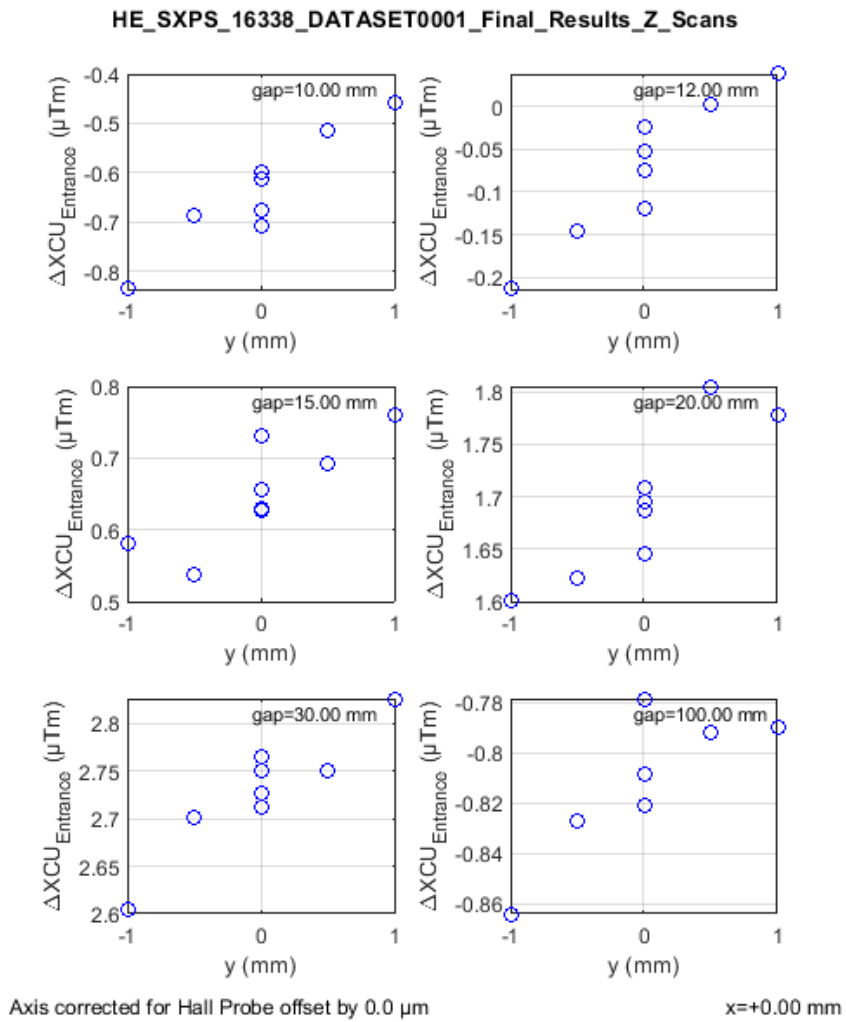 HE_SXPS_16338_DATASET0001_Final_Results_Z_Scans
gap=10.00 mm
ΔXCU_Entrance (µTm)
-0.4
-0.5
-0.6
-0.7
-0.8
-1 0 1
y (mm)
gap=12.00 mm
ΔXCU_Entrance (µTm)
0
-0.05
-0.1
-0.15
-0.2
-1 0 1
y (mm)
gap=15.00 mm
ΔXCU_Entrance (µTm)
0.8
0.7
0.6
0.5
-1 0 1
y (mm)
gap=20.00 mm
ΔXCU_Entrance (µTm)
1.8
1.75
1.7
1.65
1.6
-1 0 1
y (mm)
gap=30.00 mm
ΔXCU_Entrance (µTm)
2.8
2.75
2.7
2.65
2.6
-1 0 1
y (mm)
gap=100.00 mm
ΔXCU_Entrance (µTm)
-0.78
-0.8
-0.82
-0.84
-0.86
-1 0 1
y (mm)
Axis corrected for Hall Probe offset by 0.0 µm
x=+0.00 mm